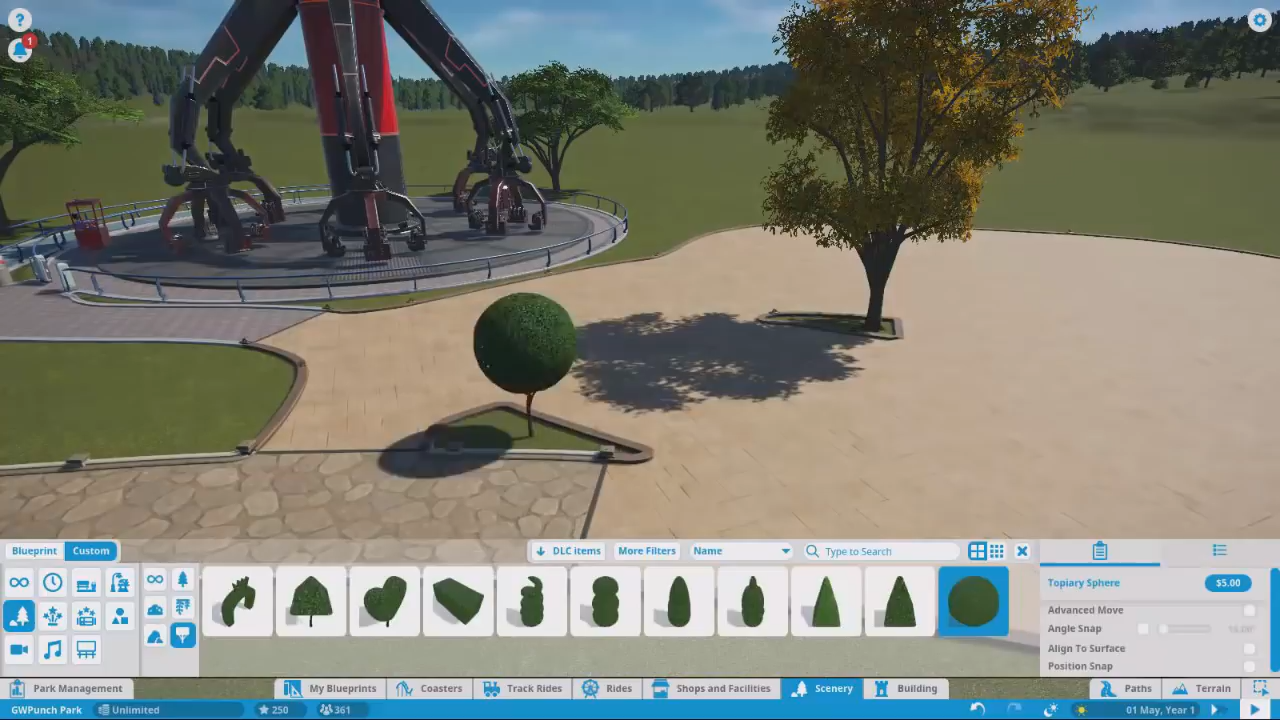 ?
1
Blueprint Custom DLC items More Filters Name Type to Search
Topiary Sphere $5.00
Advanced Move
Angle Snap
Align To Surface
Position Snap
Park Management My Blueprints Coasters Track Rides Rides Shops and Facilities Scenery Building Paths Terrain
GWPunch Park Unlimited 250 361 01 May, Year 1